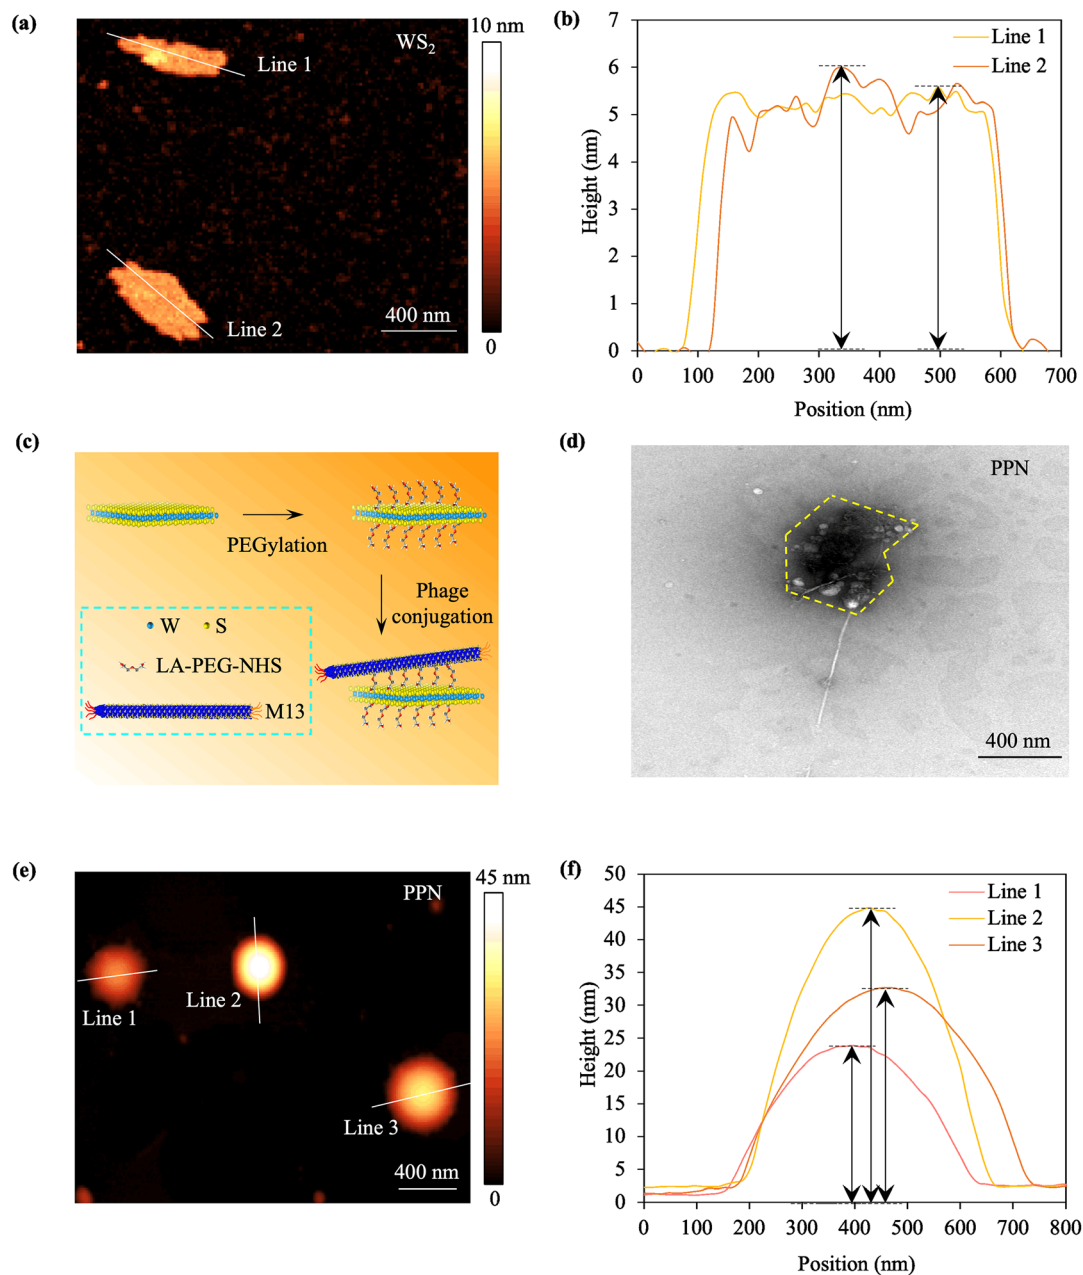 (a)
WS₂
Line 1
Line 2
400 nm
10 nm
0
(b)
Line 1
Line 2
7
6
5
4
3
2
1
0
Height (nm)
0 100 200 300 400 500 600 700
Position (nm)
(c)
PEGylation
Phage
conjugation
W S
LA-PEG-NHS
M13
(d)
PPN
400 nm
(e)
PPN
Line 1
Line 2
Line 3
400 nm
45 nm
0
(f)
Line 1
Line 2
Line 3
50
45
40
35
30
25
20
15
10
5
0
Height (nm)
0 100 200 300 400 500 600 700 800
Position (nm)